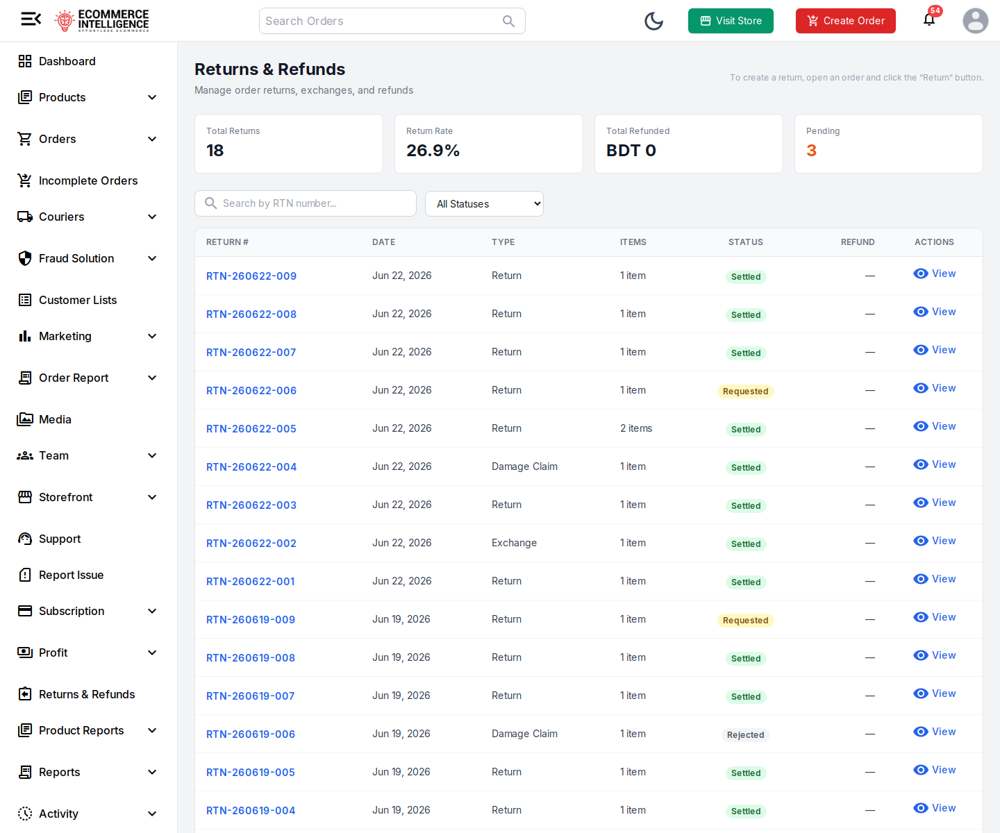 ECOMMERCE
INTELLIGENCE
EFFORTLESS ECOMMERCE
Search Orders
Visit Store
Create Order
54
Dashboard
Products
Orders
Incomplete Orders
Couriers
Fraud Solution
Customer Lists
Marketing
Order Report
Media
Team
Storefront
Support
Report Issue
Subscription
Profit
Returns & Refunds
Product Reports
Reports
Activity
Returns & Refunds
Manage order returns, exchanges, and refunds
To create a return, open an order and click the "Return" button.
Total Returns
18
Return Rate
26.9%
Total Refunded
BDT 0
Pending
3
Search by RTN number...
All Statuses
RETURN # DATE TYPE ITEMS STATUS REFUND ACTIONS
RTN-260622-009 Jun 22, 2026 Return 1 item Settled — View
RTN-260622-008 Jun 22, 2026 Return 1 item Settled — View
RTN-260622-007 Jun 22, 2026 Return 1 item Settled — View
RTN-260622-006 Jun 22, 2026 Return 1 item Requested — View
RTN-260622-005 Jun 22, 2026 Return 2 items Settled — View
RTN-260622-004 Jun 22, 2026 Damage Claim 1 item Settled — View
RTN-260622-003 Jun 22, 2026 Return 1 item Settled — View
RTN-260622-002 Jun 22, 2026 Exchange 1 item Settled — View
RTN-260622-001 Jun 22, 2026 Return 1 item Settled — View
RTN-260619-009 Jun 19, 2026 Return 1 item Requested — View
RTN-260619-008 Jun 19, 2026 Return 1 item Settled — View
RTN-260619-007 Jun 19, 2026 Return 1 item Settled — View
RTN-260619-006 Jun 19, 2026 Damage Claim 1 item Rejected — View
RTN-260619-005 Jun 19, 2026 Return 1 item Settled — View
RTN-260619-004 Jun 19, 2026 Return 1 item Settled — View